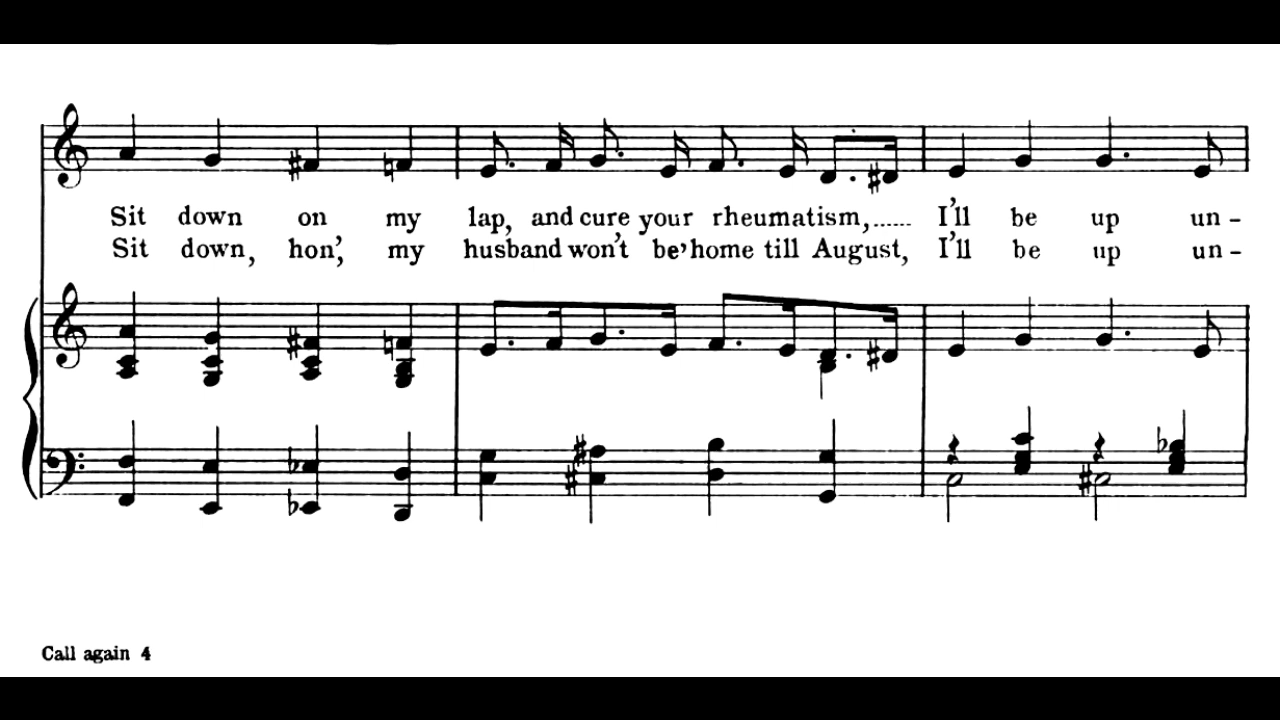 Sit down on my lap, and cure your rheumatism,...... I'll be up un-
Sit down, hon', my husband won't be' home till August, I'll be up un-
Call again 4